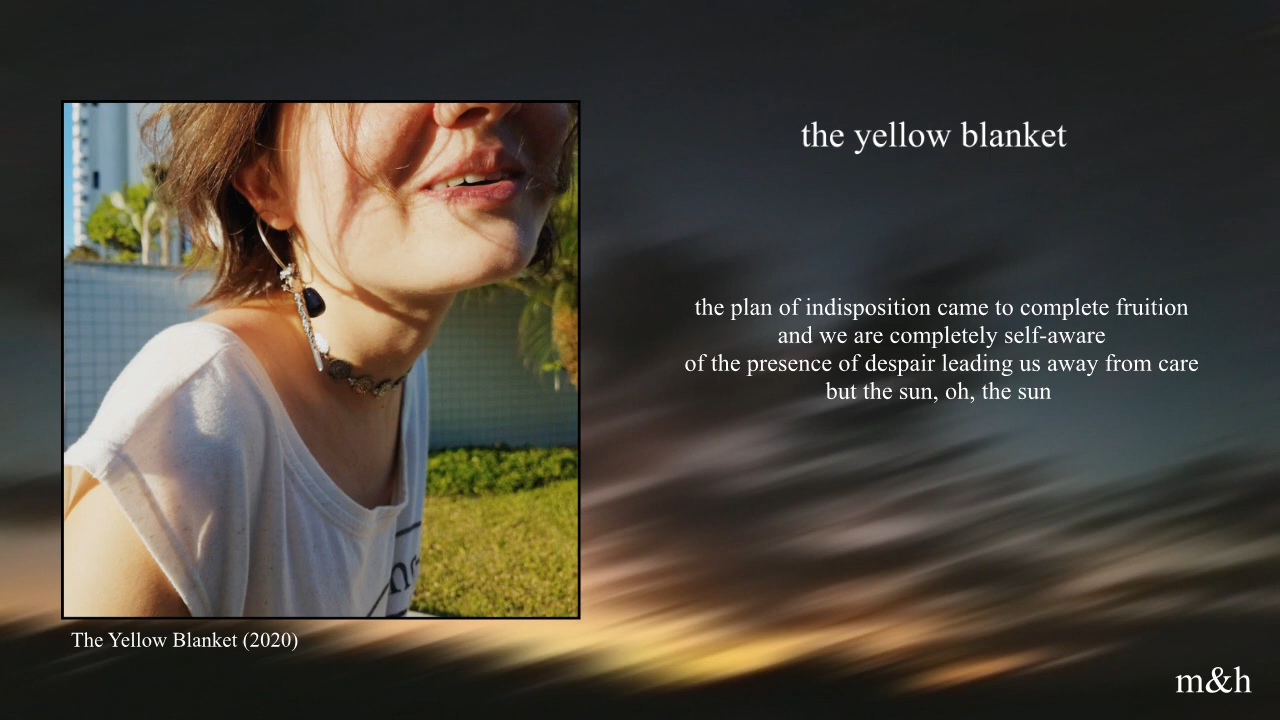 the yellow blanket
the plan of indisposition came to complete fruition
and we are completely self-aware
of the presence of despair leading us away from care
but the sun, oh, the sun
The Yellow Blanket (2020)
m&h